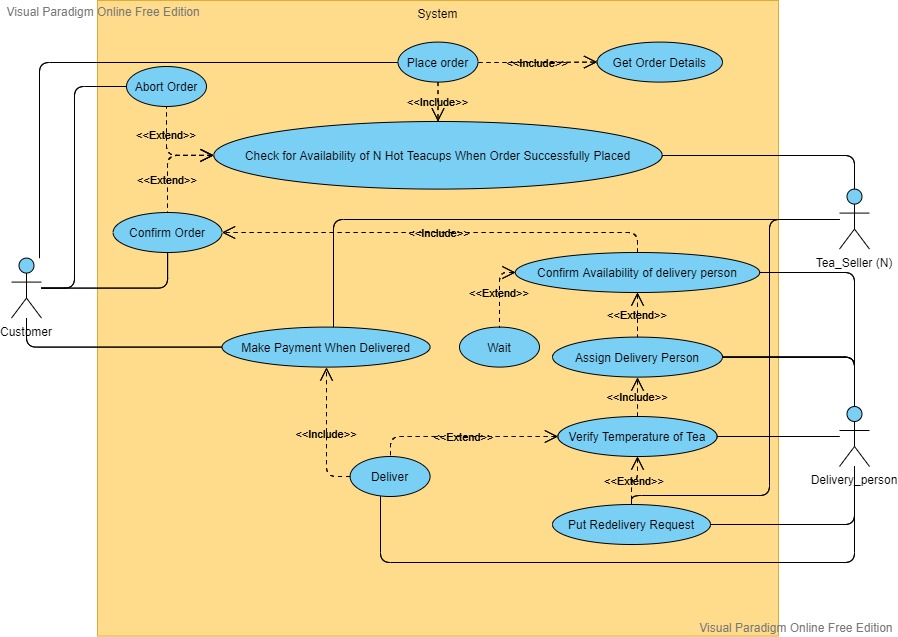 Visual Paradigm Online Free Edition
System
Place order
<<Include>>
Get Order Details
Abort Order
<<Include>>
<<Extend>>
Check for Availability of N Hot Teacups When Order Successfully Placed
<<Extend>>
Confirm Order
<<Include>>
Tea_Seller (N)
Confirm Availability of delivery person
<<Extend>>
<<Extend>>
Customer
Make Payment When Delivered
Wait
Assign Delivery Person
<<Include>>
<<Include>>
<<Extend>>
Verify Temperature of Tea
Deliver
<<Extend>>
Delivery_person
Put Redelivery Request
Visual Paradigm Online Free Edition